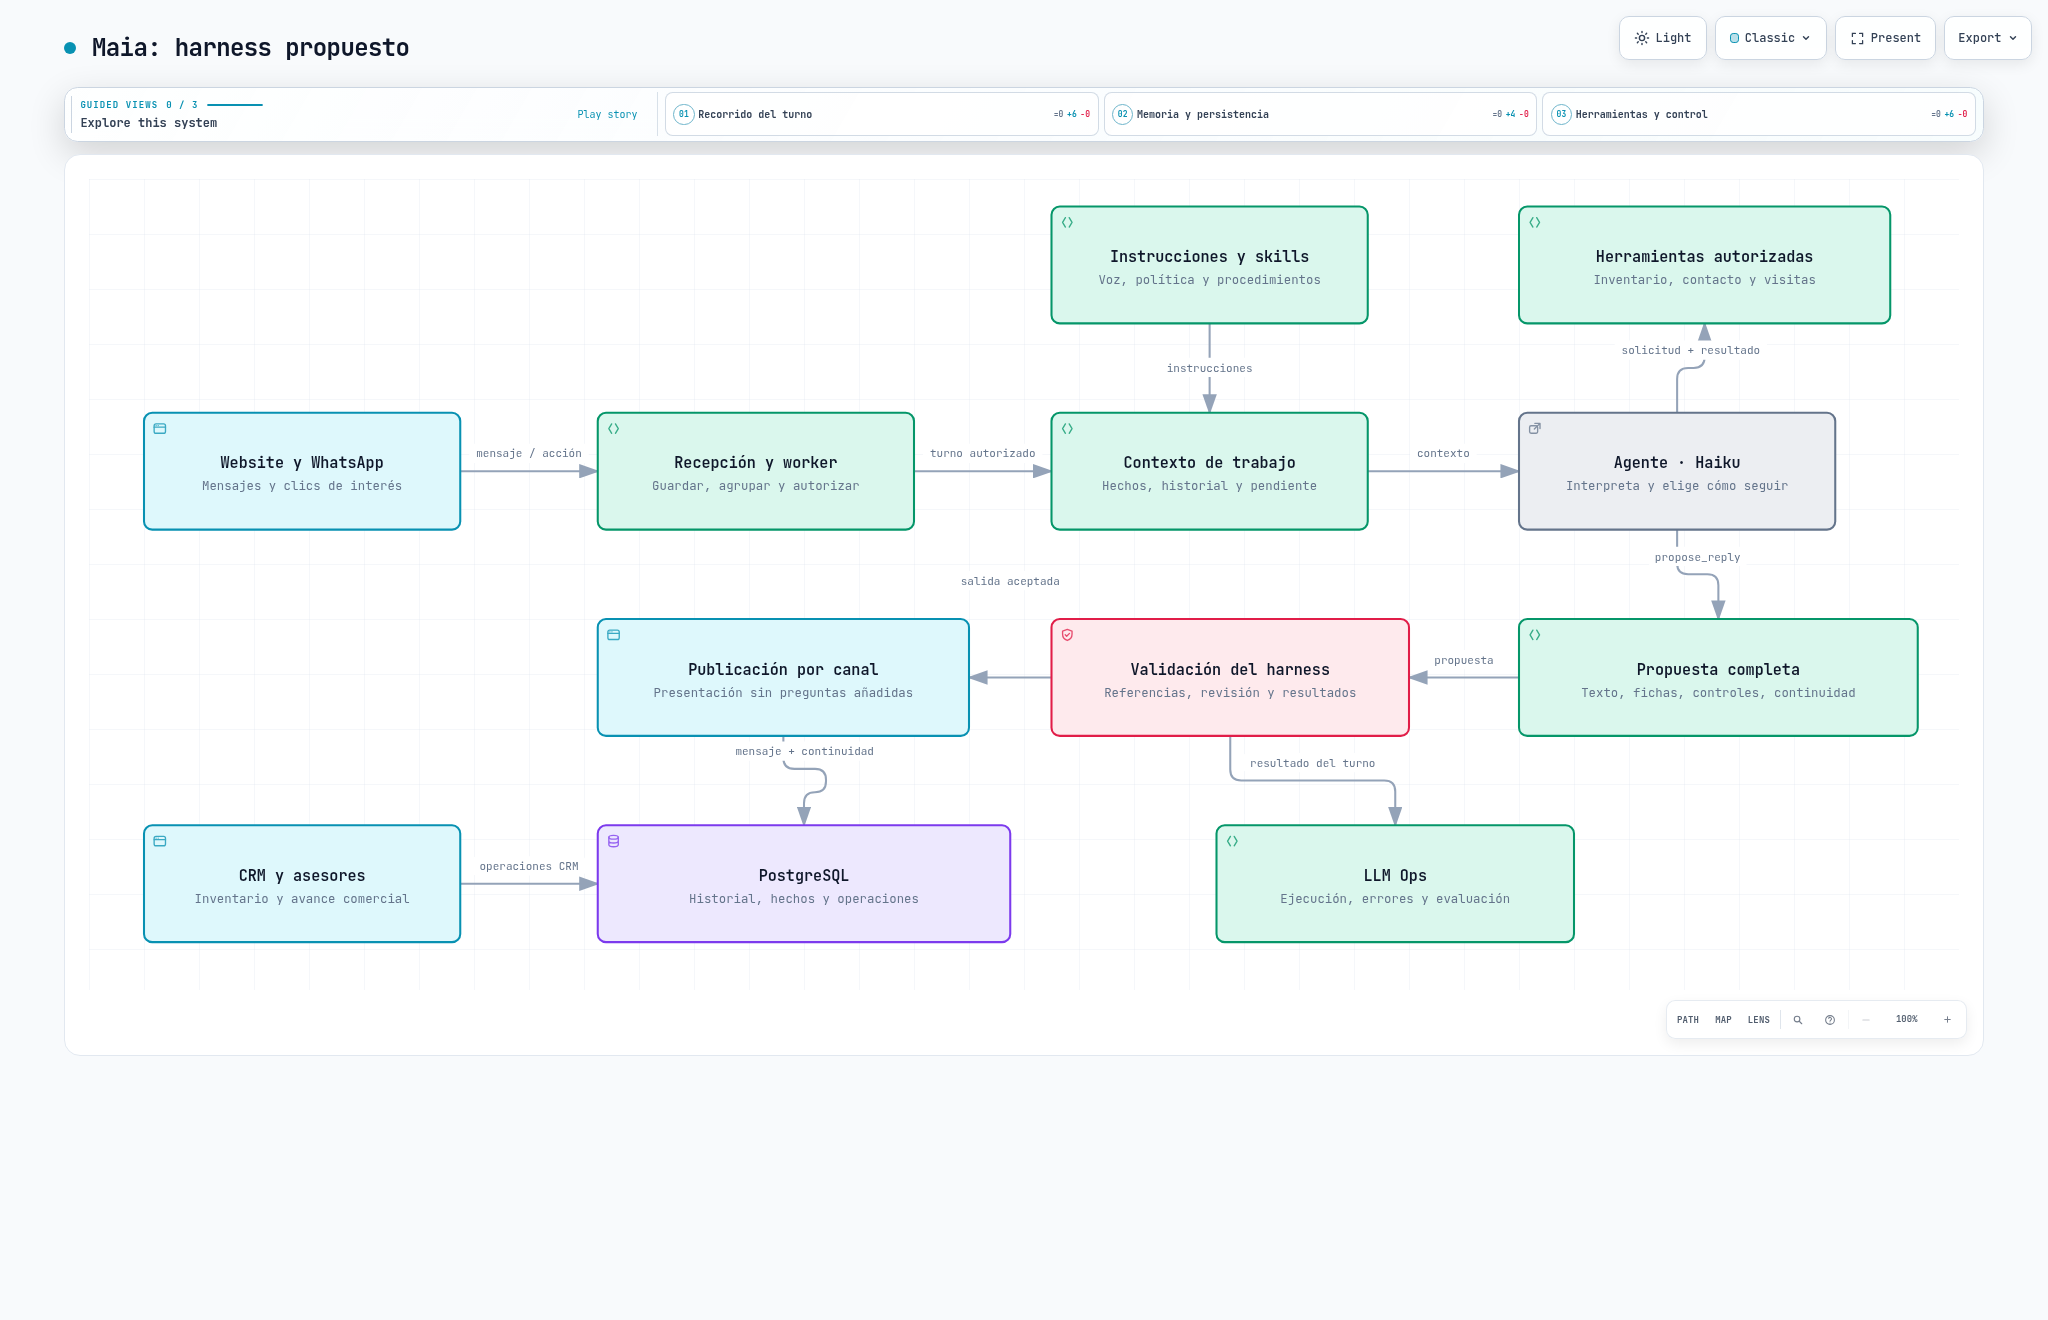 Maia: harness propuesto
Light
Classic
Present
Export
GUIDED VIEWS 0 / 3
Explore this system
Play story
01 Recorrido del turno =0 +6 -0
02 Memoria y persistencia =0 +4 -0
03 Herramientas y control =0 +6 -0
Instrucciones y skills
Voz, política y procedimientos
Herramientas autorizadas
Inventario, contacto y visitas
instrucciones
solicitud + resultado
Website y WhatsApp
Mensajes y clics de interés
mensaje / acción
Recepción y worker
Guardar, agrupar y autorizar
turno autorizado
Contexto de trabajo
Hechos, historial y pendiente
contexto
Agente · Haiku
Interpreta y elige cómo seguir
propose_reply
salida aceptada
Publicación por canal
Presentación sin preguntas añadidas
Validación del harness
Referencias, revisión y resultados
propuesta
Propuesta completa
Texto, fichas, controles, continuidad
mensaje + continuidad
resultado del turno
CRM y asesores
Inventario y avance comercial
operaciones CRM
PostgreSQL
Historial, hechos y operaciones
LLM Ops
Ejecución, errores y evaluación
PATH MAP LENS − 100% +